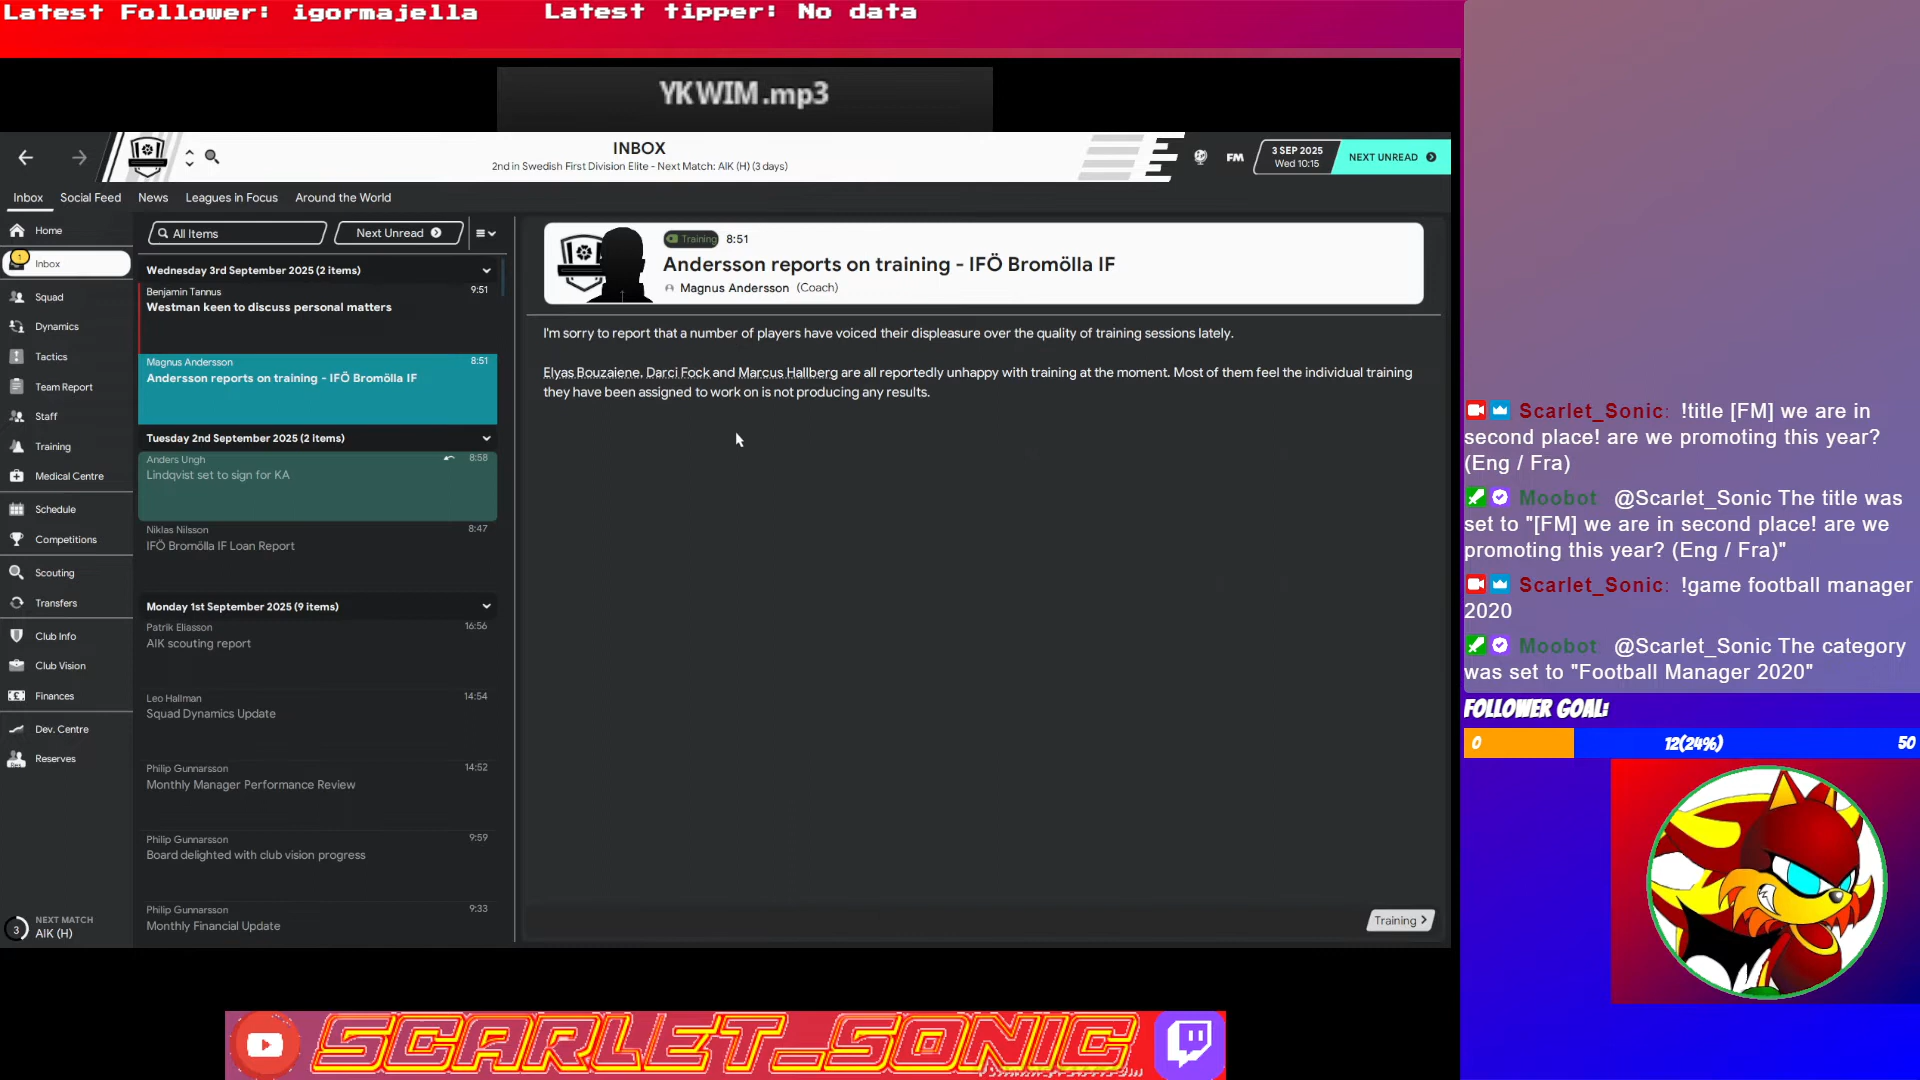 Latest Follower: igormajella
Latest tipper: No data
YKWIM.mp3
INBOX
2nd in Swedish First Division Elite - Next Match: AIK (H) (3 days)
FM
3 SEP 2025
Wed 10:15
NEXT UNREAD
Inbox
Social Feed
News
Leagues in Focus
Around the World
Home
1
Inbox
Squad
Dynamics
Tactics
Team Report
Staff
Training
Medical Centre
Schedule
Competitions
Scouting
Transfers
Club Info
Club Vision
Finances
Dev. Centre
Reserves
3
NEXT MATCH
AIK (H)
All Items
Next Unread
Wednesday 3rd September 2025 (2 items)
Benjamin Tannus 9:51
Westman keen to discuss personal matters
Magnus Andersson 8:51
Andersson reports on training - IFÖ Bromölla IF
Tuesday 2nd September 2025 (2 items)
Anders Ungh 8:58
Lindqvist set to sign for KA
Niklas Nilsson 8:47
IFÖ Bromölla IF Loan Report
Monday 1st September 2025 (9 items)
Patrik Eliasson 16:56
AIK scouting report
Leo Hallman 14:54
Squad Dynamics Update
Philip Gunnarsson 14:52
Monthly Manager Performance Review
Philip Gunnarsson 9:59
Board delighted with club vision progress
Philip Gunnarsson 9:33
Monthly Financial Update
Training 8:51
Andersson reports on training - IFÖ Bromölla IF
Magnus Andersson (Coach)
I'm sorry to report that a number of players have voiced their displeasure over the quality of training sessions lately.
Elyas Bouzaiene, Darci Fock and Marcus Hallberg are all reportedly unhappy with training at the moment. Most of them feel the individual training
they have been assigned to work on is not producing any results.
Training >
Scarlet_Sonic: !title [FM] we are in
second place! are we promoting this year?
(Eng / Fra)
Moobot: @Scarlet_Sonic The title was
set to "[FM] we are in second place! are we
promoting this year? (Eng / Fra)"
Scarlet_Sonic: !game football manager
2020
Moobot: @Scarlet_Sonic The category
was set to "Football Manager 2020"
FOLLOWER GOAL:
0 12(24%) 50
SCARLET_SONIC